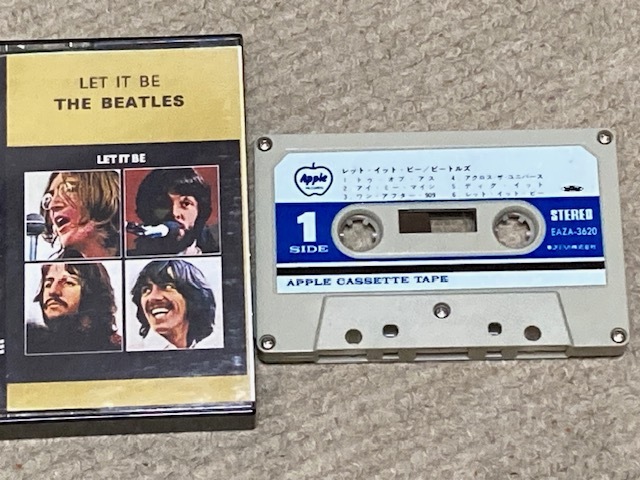 LET IT BE
THE BEATLES
LET IT BE
Apple
レット・イット・ビー／ビートルズ
1 トゥ オブ アス 4 アクロス ザ ユニバース
2 アイ・ミー・マイン 5 ディグ・イット
3 ワン・アフター・909 6 レット・イット・ビー
1
SIDE
STEREO
EAZA-3620
APPLE CASSETTE TAPE